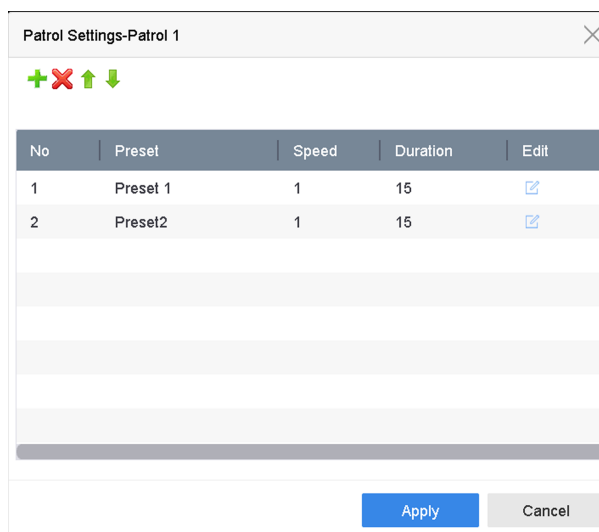 Patrol Settings-Patrol 1
No Preset Speed Duration Edit
1 Preset 1 1 15
2 Preset2 1 15
Apply Cancel